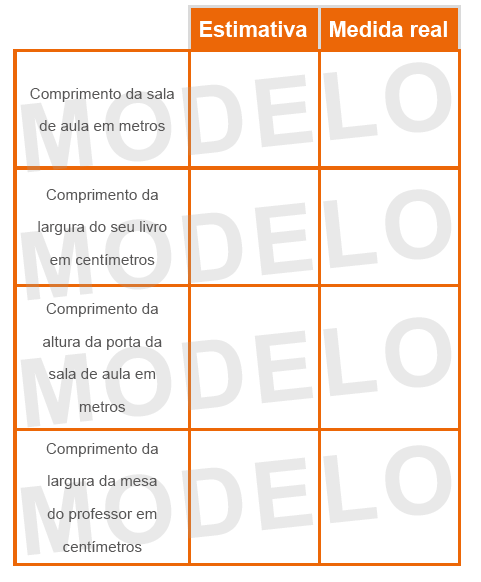 Estimativa Medida real
Comprimento da sala
de aula em metros
MODELO
Comprimento da
largura do seu livro
em centímetros
MODELO
Comprimento da
altura da porta da
sala de aula em
metros
MODELO
Comprimento da
largura da mesa
do professor em
centímetros
MODELO